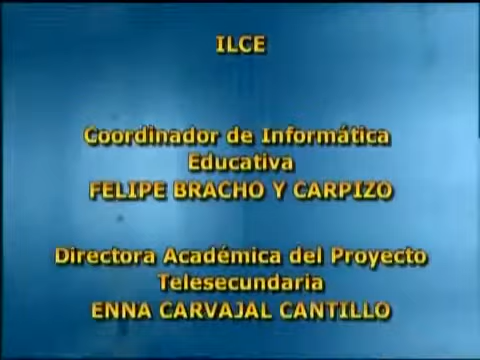 ILCE
Coordinador de Informática
Educativa
FELIPE BRACHO Y CARPIZO
Directora Académica del Proyecto
Telesecundaria
ENNA CARVAJAL CANTILLO